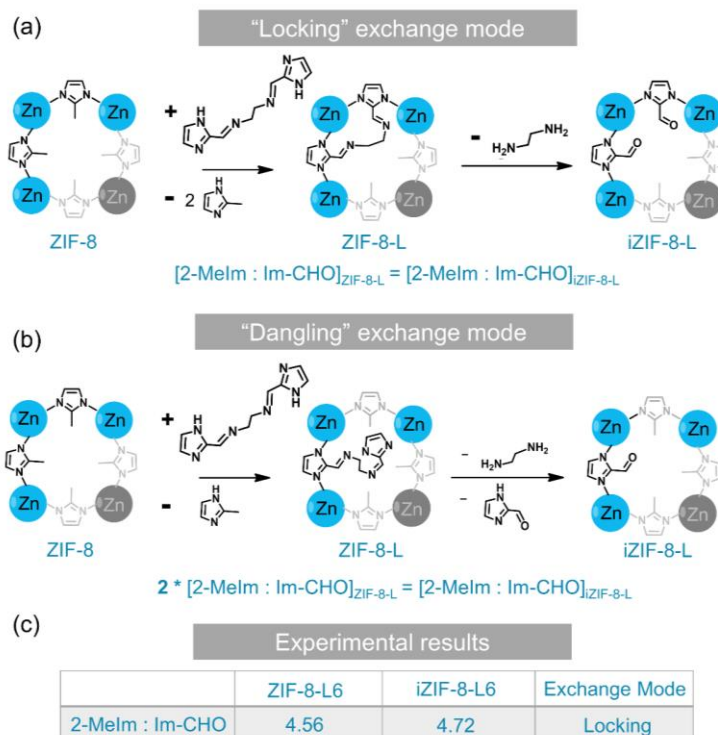 (a)
"Locking" exchange mode
Zn
N
N
Zn
N
N
Zn
N
N
Zn
ZIF-8
+
H
N
N
N
N
N
NH
- 2
H
N
N
Zn
N
N
Zn
N
N
N
N
Zn
N
N
Zn
ZIF-8-L
-
H₂N
NH₂
Zn
N
N
Zn
O
N
N
O
Zn
N
N
Zn
iZIF-8-L
[2-MeIm : Im-CHO]ZIF-8-L = [2-MeIm : Im-CHO]iZIF-8-L
(b)
"Dangling" exchange mode
Zn
N
N
Zn
N
N
Zn
N
N
Zn
ZIF-8
+
H
N
N
N
N
N
NH
-
H
N
N
Zn
N
N
Zn
N
N
N
N
Zn
N
N
Zn
ZIF-8-L
–
H₂N
NH₂
–
H
N
N
O
Zn
N
N
Zn
N
N
O
Zn
N
N
Zn
iZIF-8-L
2 * [2-MeIm : Im-CHO]ZIF-8-L = [2-MeIm : Im-CHO]iZIF-8-L
(c)
Experimental results
ZIF-8-L6 iZIF-8-L6 Exchange Mode
2-MeIm : Im-CHO 4.56 4.72 Locking